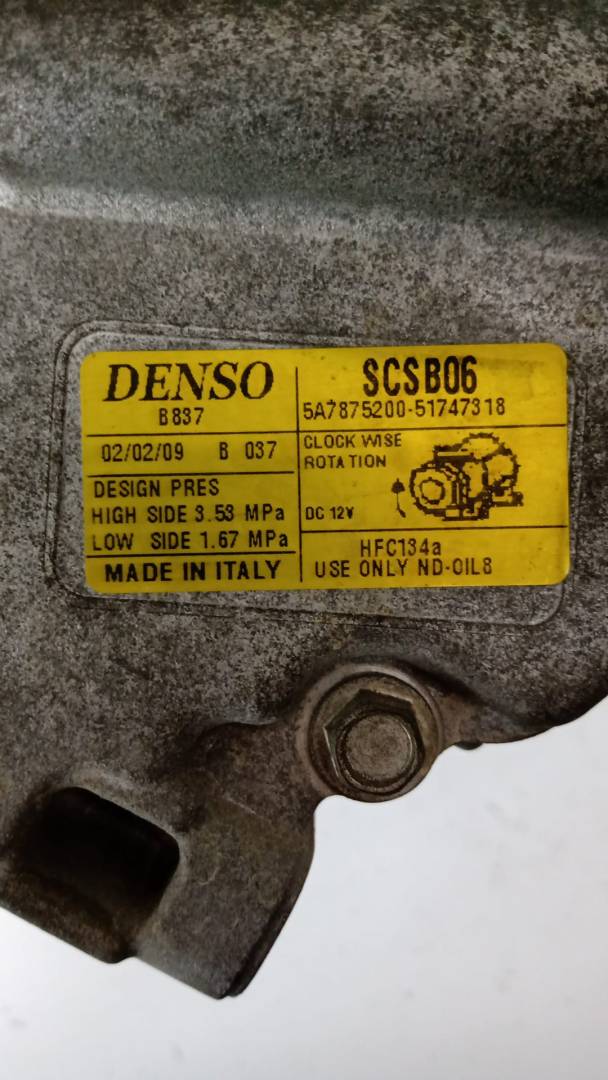 DENSO
B837
02/02/09 B 037
DESIGN PRES
HIGH SIDE 3.53 MPa
LOW SIDE 1.67 MPa
MADE IN ITALY
SCSB06
5A7875200-51747318
CLOCK WISE
ROTATION
DC 12V
HFC134a
USE ONLY ND-OIL8